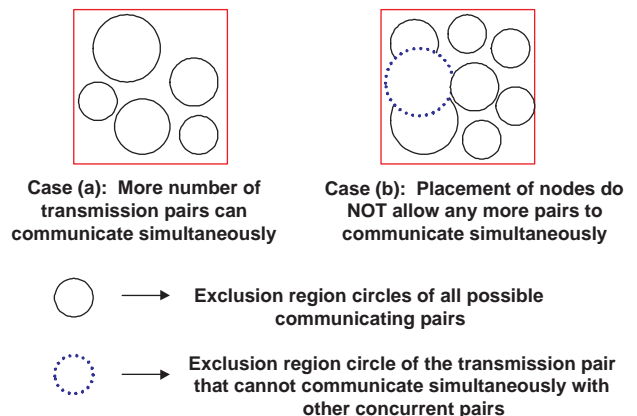 Case (a):  More number of
transmission pairs can
communicate simultaneously
Case (b):  Placement of nodes do
NOT allow any more pairs to
communicate simultaneously
Exclusion region circles of all possible
communicating pairs
Exclusion region circle of the transmission pair
that cannot communicate simultaneously with
other concurrent pairs